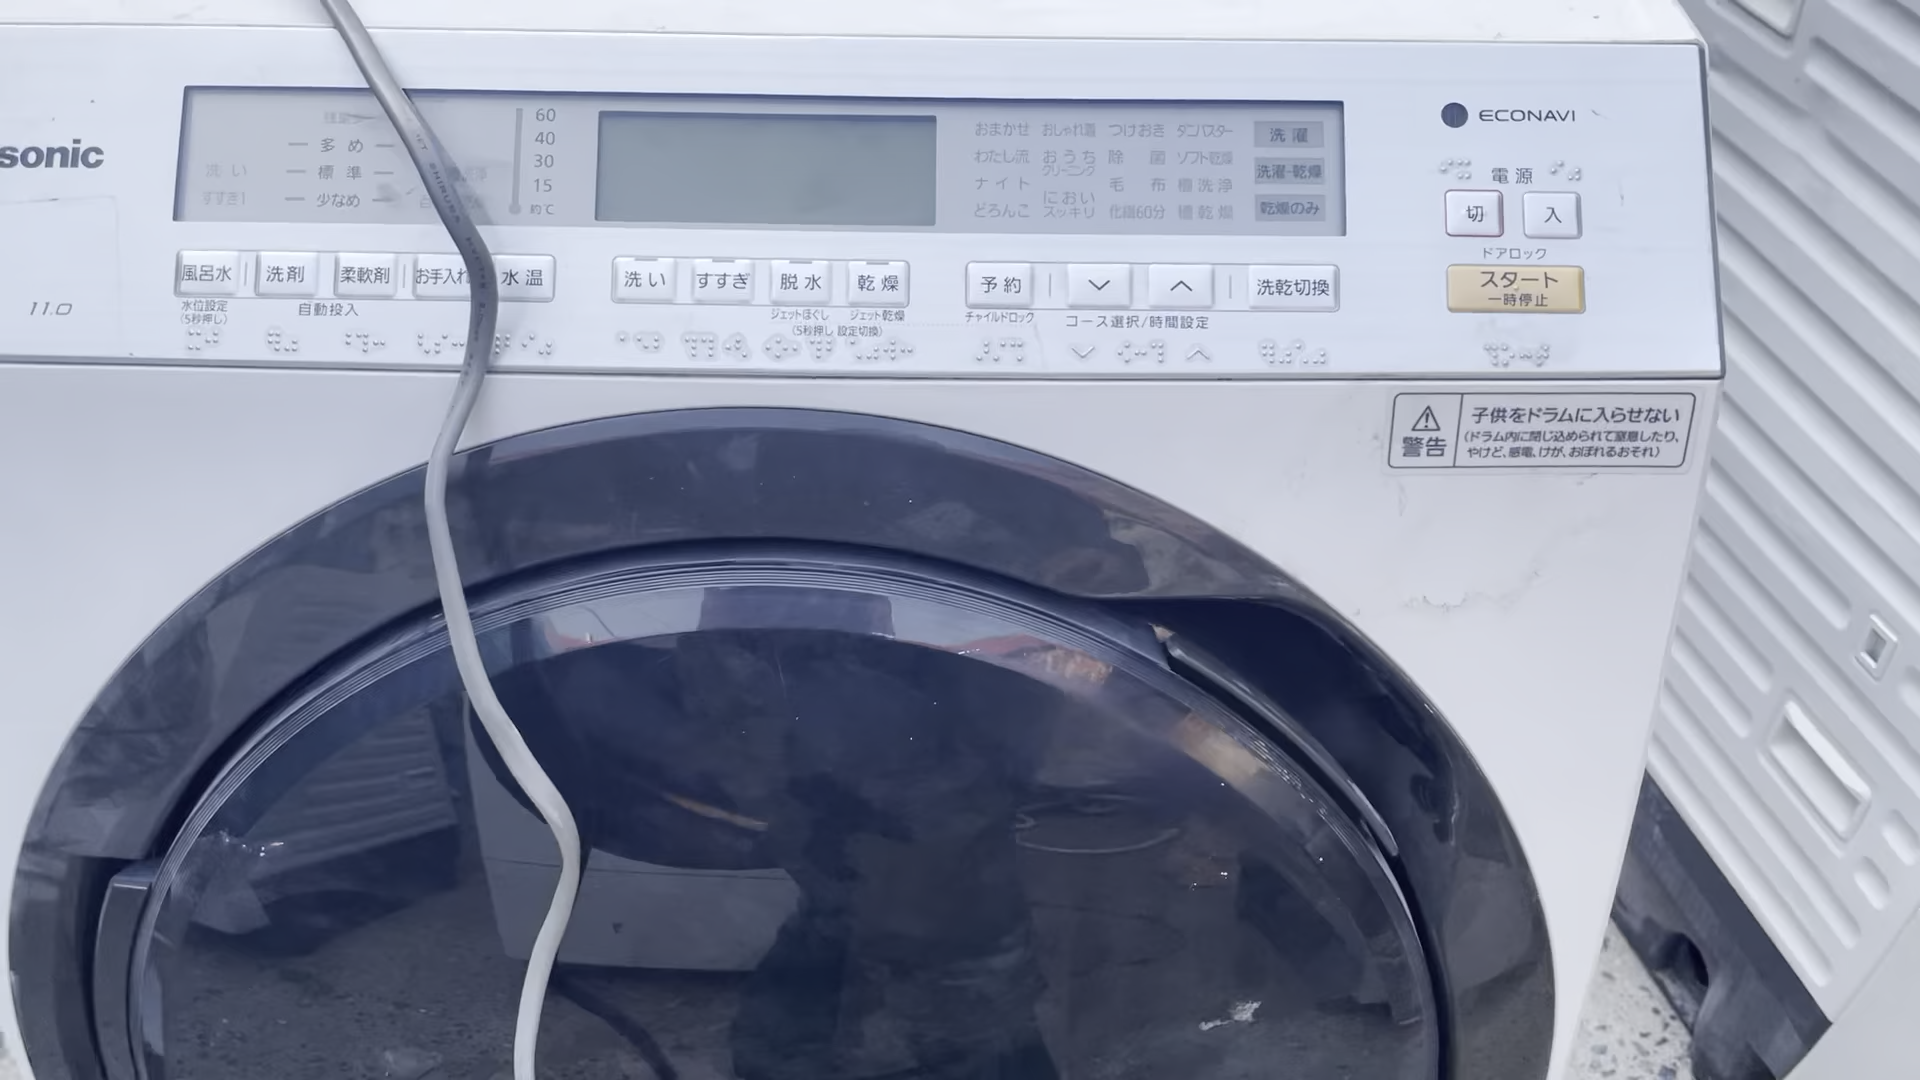 sonic
11.0
多め
洗い
標準
すすぎ1
少なめ
60
40
30
15
約℃
おまかせ おしゃれ着 つけおき タンパスター
わたし流 おうちクリーニング 除菌 ソフト乾燥
ナイト においスッキリ 毛布 槽洗浄
どろんこ 化繊60分 槽乾燥
洗濯
洗濯-乾燥
乾燥のみ
ECONAVI
電源
切 入
ドアロック
スタート
一時停止
風呂水 洗剤 柔軟剤 お手入れ 水温
水位設定
(5秒押し)
自動投入
洗い すすぎ 脱水 乾燥
ジェットほぐし ジェット乾燥
(5秒押し 設定切換)
予約 洗乾切換
チャイルドロック
コース選択/時間設定
警告
子供をドラムに入らせない
(ドラム内に閉じ込められて窒息したり、
やけど、感電、けが、おぼれるおそれ)